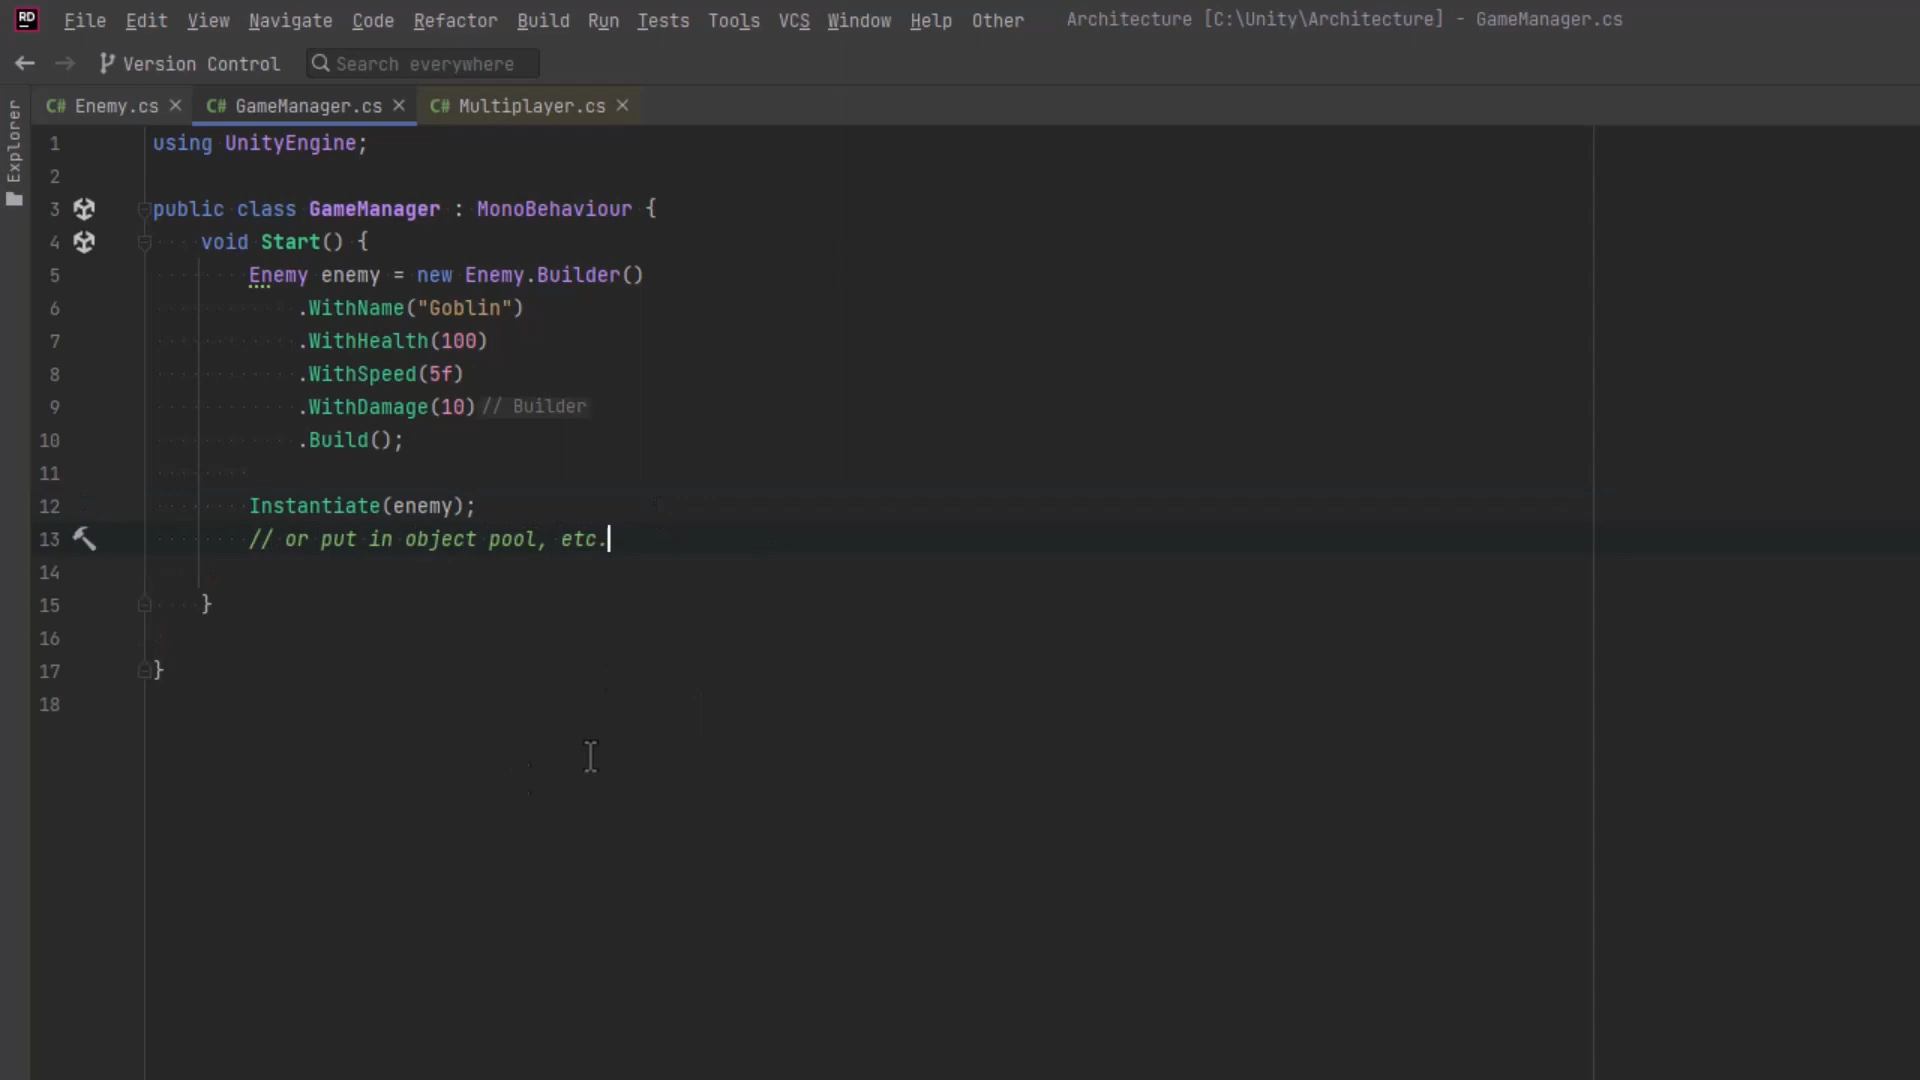 RD File Edit View Navigate Code Refactor Build Run Tests Tools VCS Window Help Other Architecture [C:\Unity\Architecture] - GameManager.cs
Version Control Search everywhere
Explorer
C# Enemy.cs × C# GameManager.cs × C# Multiplayer.cs ×
1 using UnityEngine;
2
3 public class GameManager : MonoBehaviour {
4 void Start() {
5 Enemy enemy = new Enemy.Builder()
6 .WithName("Goblin")
7 .WithHealth(100)
8 .WithSpeed(5f)
9 .WithDamage(10) // Builder
10 .Build();
11
12 Instantiate(enemy);
13 // or put in object pool, etc.
14
15 }
16
17 }
18